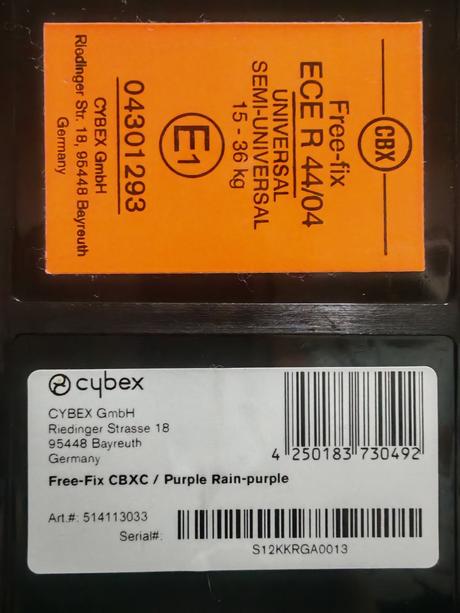 CBX
Free-fix
ECE R 44/04
UNIVERSAL
SEMI-UNIVERSAL
15 - 36 kg
E1
04301293
CYBEX GmbH
Riedinger Str. 18, 95448 Bayreuth
Germany
cybex
CYBEX GmbH
Riedinger Strasse 18
95448 Bayreuth
Germany
4 250183 730492
Free-Fix CBXC / Purple Rain-purple
Art.#: 514113033
Serial#:
S12KKRGA0013